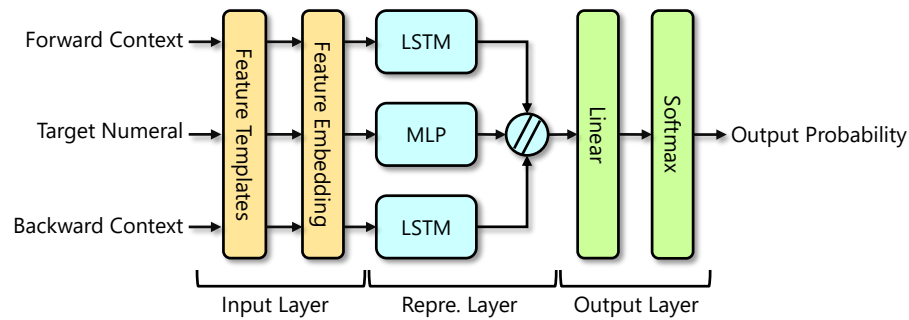 Forward Context
Target Numeral
Backward Context
Feature Templates
Feature Embedding
LSTM
MLP
LSTM
Linear
Softmax
Output Probability
Input Layer
Repre. Layer
Output Layer